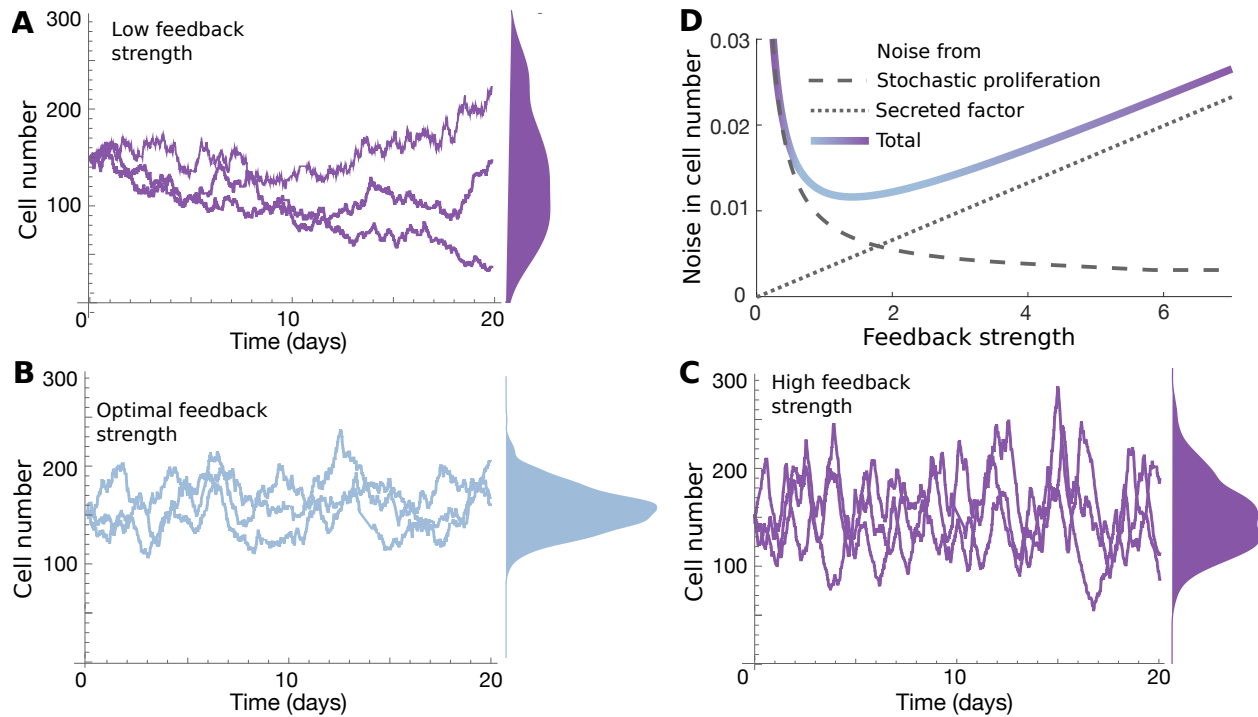 A
300
Low feedback
strength
200
100
Cell number
0
10
20
Time (days)
D
0.03
0.02
0.01
0
Noise in cell number
Noise from
Stochastic proliferation
Secreted factor
Total
0
2
4
6
Feedback strength
B
300
Optimal feedback
strength
200
100
Cell number
0
10
20
Time (days)
C
300
High feedback
strength
200
100
Cell number
0
10
20
Time (days)